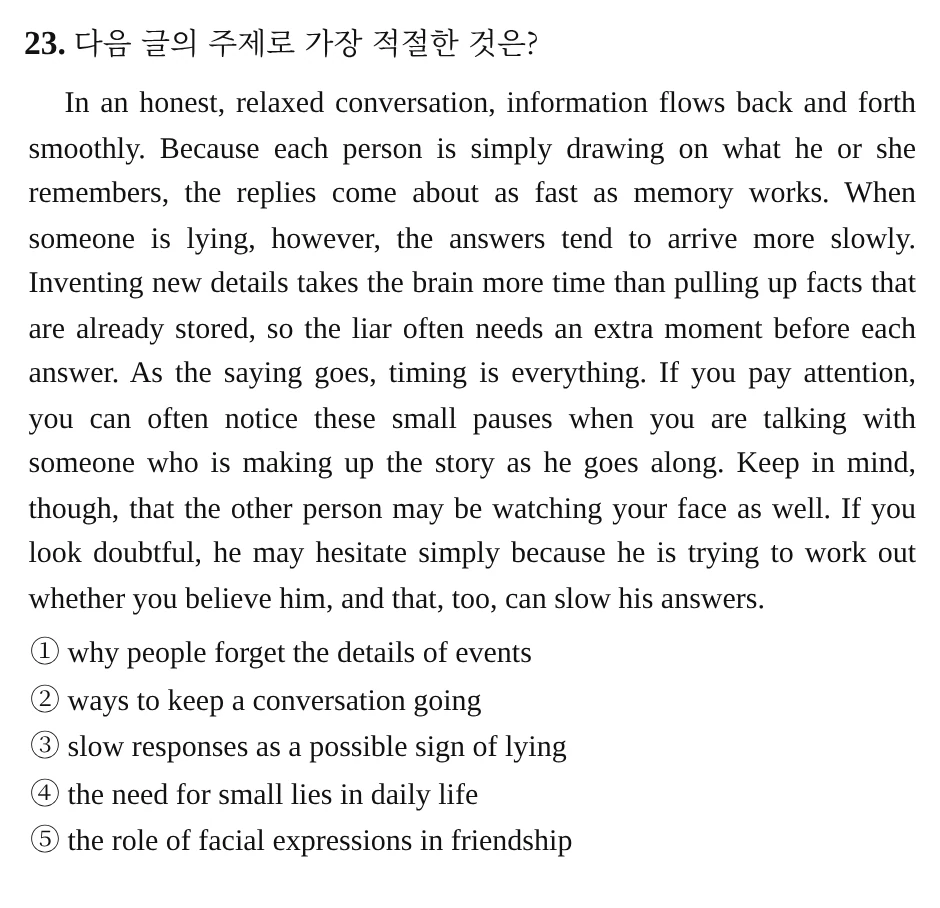 23. 다음 글의 주제로 가장 적절한 것은?
In an honest, relaxed conversation, information flows back and forth
smoothly. Because each person is simply drawing on what he or she
remembers, the replies come about as fast as memory works. When
someone is lying, however, the answers tend to arrive more slowly.
Inventing new details takes the brain more time than pulling up facts that
are already stored, so the liar often needs an extra moment before each
answer. As the saying goes, timing is everything. If you pay attention,
you can often notice these small pauses when you are talking with
someone who is making up the story as he goes along. Keep in mind,
though, that the other person may be watching your face as well. If you
look doubtful, he may hesitate simply because he is trying to work out
whether you believe him, and that, too, can slow his answers.
① why people forget the details of events
② ways to keep a conversation going
③ slow responses as a possible sign of lying
④ the need for small lies in daily life
⑤ the role of facial expressions in friendship